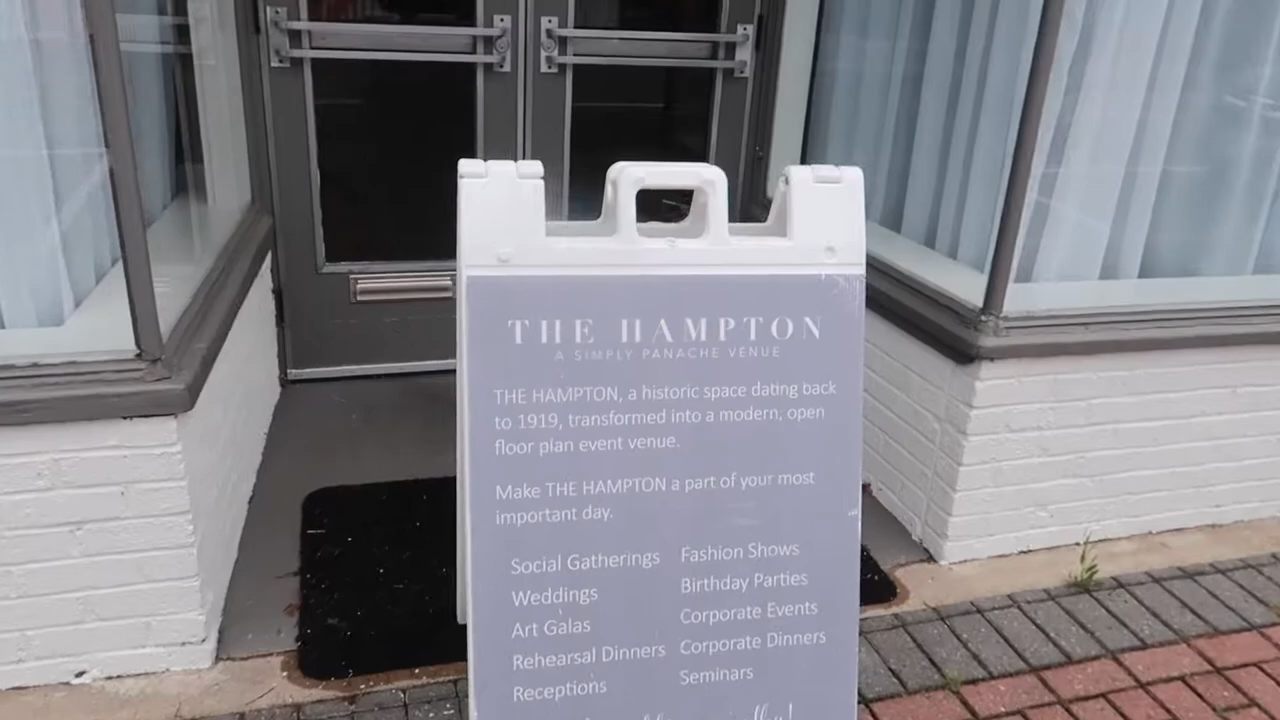 THE HAMPTON
A SIMPLY PANACHE VENUE
THE HAMPTON, a historic space dating back
to 1919, transformed into a modern, open
floor plan event venue.
Make THE HAMPTON a part of your most
important day.
Social Gatherings
Weddings
Art Galas
Rehearsal Dinners
Receptions
Fashion Shows
Birthday Parties
Corporate Events
Corporate Dinners
Seminars